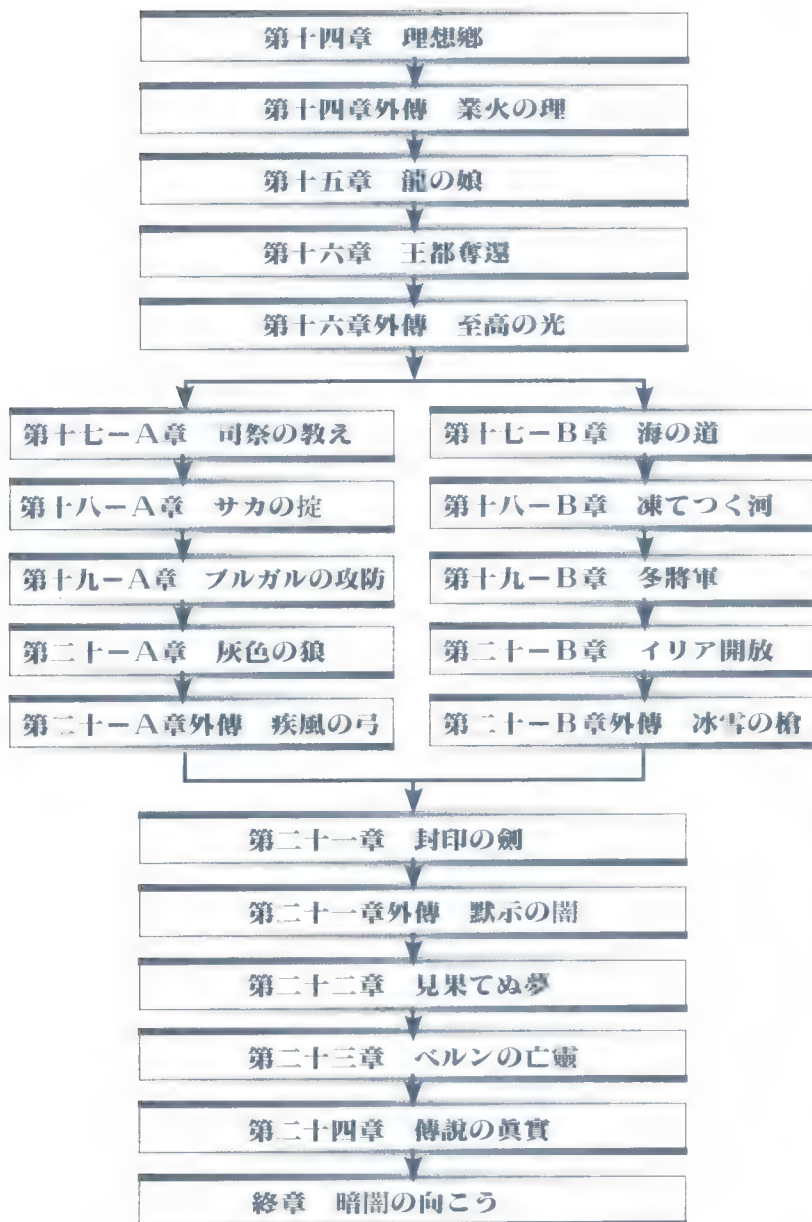 第十四章 理想鄉
第十四章外傳 業火の理
第十五章 龍の娘
第十六章 王都奪還
第十六章外傳 至高の光
第十七－A章 司祭の教え
第十八－A章 サカの掟
第十九－A章 ブルガルの攻防
第二十－A章 灰色の狼
第二十－A章外傳 疾風の弓
第十七－B章 海の道
第十八－B章 凍てつく河
第十九－B章 冬將軍
第二十－B章 イリア開放
第二十－B章外傳 冰雪の槍
第二十一章 封印の劍
第二十一章外傳 默示の闇
第二十二章 見果てぬ夢
第二十三章 ベルンの亡靈
第二十四章 傳說の眞實
終章 暗闇の向こう